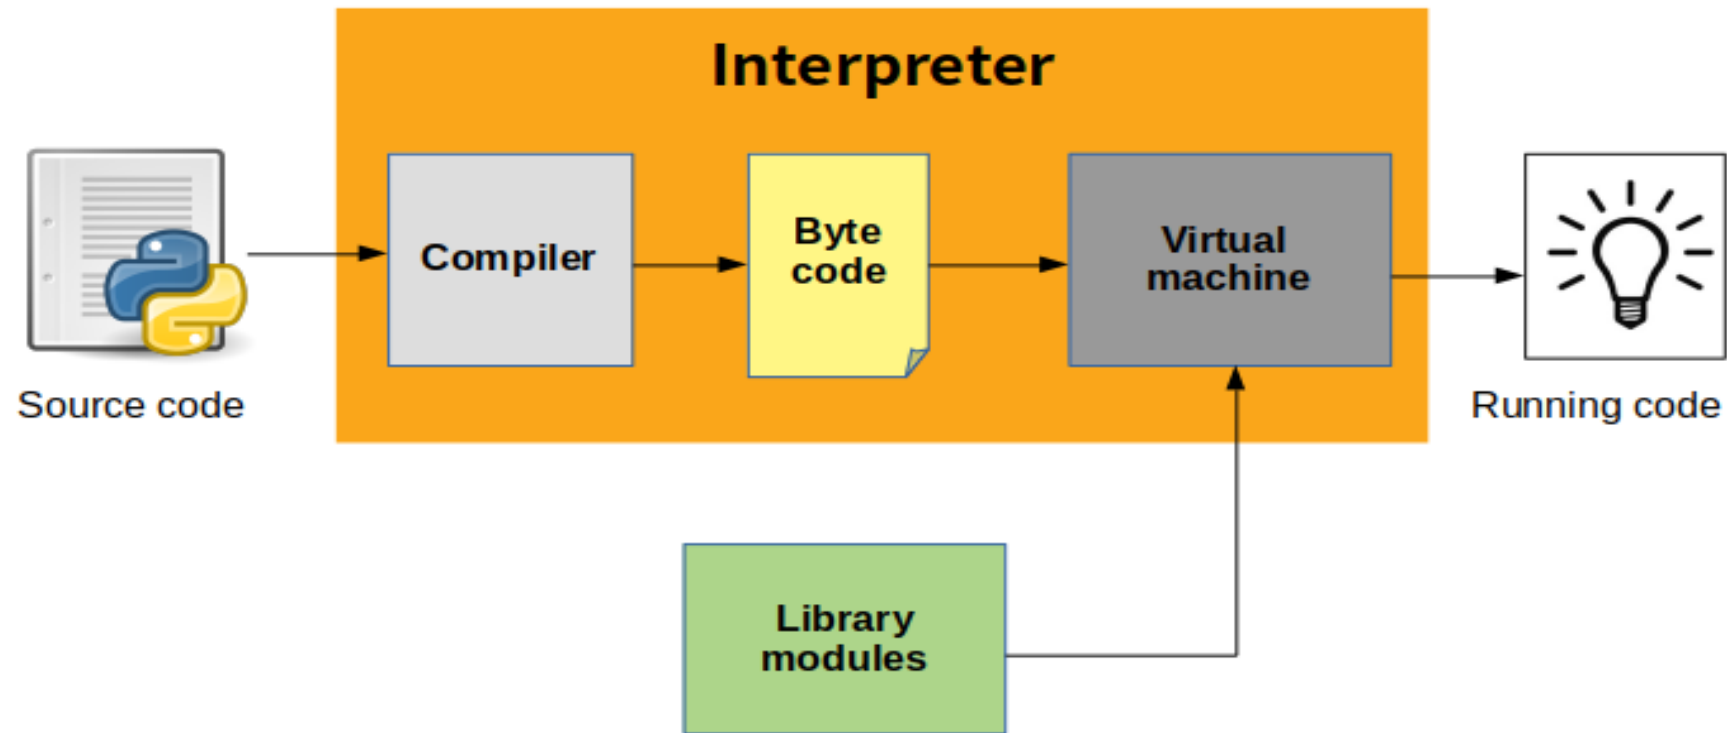 Interpreter
Compiler
Byte
code
Virtual
machine
Source code
Running code
Library
modules